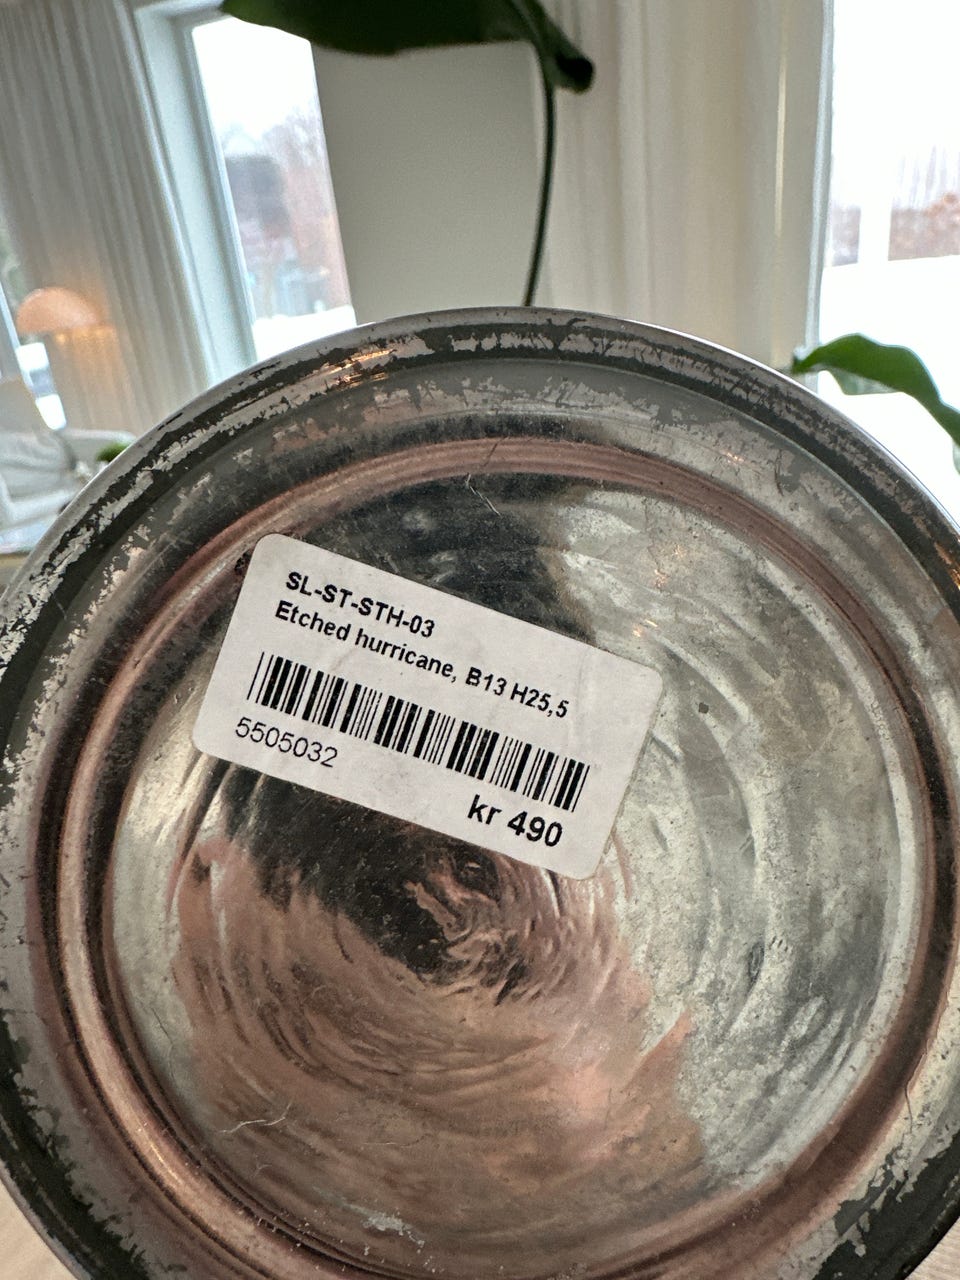 SL-ST-STH-03
Etched hurricane, B13 H25,5
5505032
kr 490